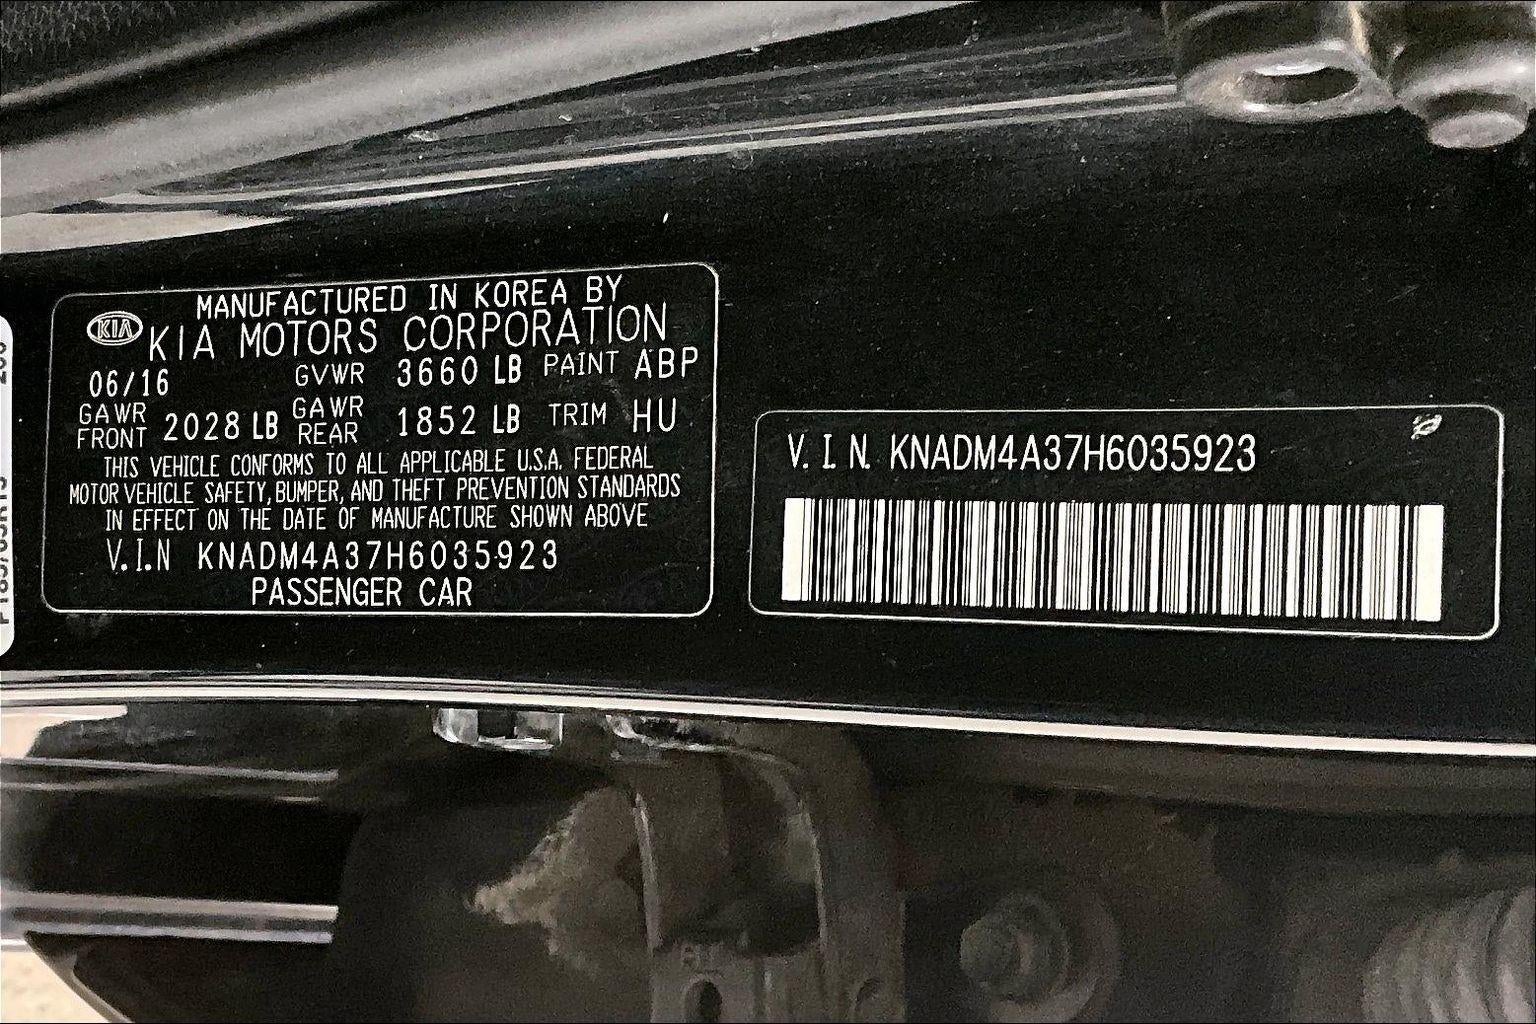 MANUFACTURED IN KOREA BY
KIA KIA MOTORS CORPORATION
06/16 GVWR 3660 LB PAINT ABP
GAWR FRONT 2028 LB GAWR REAR 1852 LB TRIM HU
THIS VEHICLE CONFORMS TO ALL APPLICABLE U.S.A. FEDERAL
MOTOR VEHICLE SAFETY, BUMPER, AND THEFT PREVENTION STANDARDS
IN EFFECT ON THE DATE OF MANUFACTURE SHOWN ABOVE
V.I.N KNADM4A37H6035923
PASSENGER CAR
V. I. N. KNADM4A37H6035923